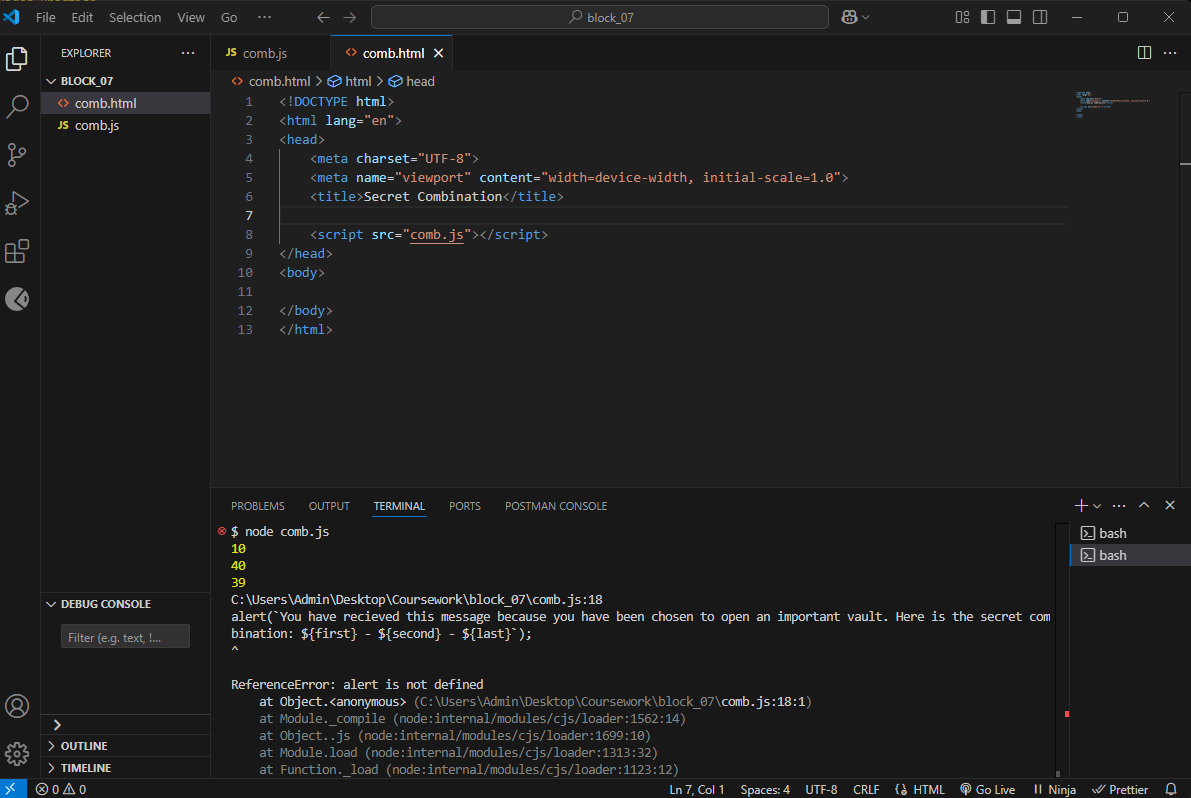 File Edit Selection View Go ··· block_07
EXPLORER ···
BLOCK_07
comb.html
JS comb.js
DEBUG CONSOLE
Filter (e.g. text, !...
OUTLINE
TIMELINE
JS comb.js <> comb.html
<> comb.html > html > head
1 <!DOCTYPE html>
2 <html lang="en">
3 <head>
4 <meta charset="UTF-8">
5 <meta name="viewport" content="width=device-width, initial-scale=1.0">
6 <title>Secret Combination</title>
7
8 <script src="comb.js"></script>
9 </head>
10 <body>
11
12 </body>
13 </html>
PROBLEMS OUTPUT TERMINAL PORTS POSTMAN CONSOLE
$ node comb.js
10
40
39
C:\Users\Admin\Desktop\Coursework\block_07\comb.js:18
alert(`You have recieved this message because you have been chosen to open an important vault. Here is the secret com
bination: ${first} - ${second} - ${last}`);
^
ReferenceError: alert is not defined
at Object.<anonymous> (C:\Users\Admin\Desktop\Coursework\block_07\comb.js:18:1)
at Module._compile (node:internal/modules/cjs/loader:1562:14)
at Object..js (node:internal/modules/cjs/loader:1699:10)
at Module.load (node:internal/modules/cjs/loader:1313:32)
at Function._load (node:internal/modules/cjs/loader:1123:12)
bash
bash
0 0 Ln 7, Col 1 Spaces: 4 UTF-8 CRLF HTML Go Live Ninja Prettier